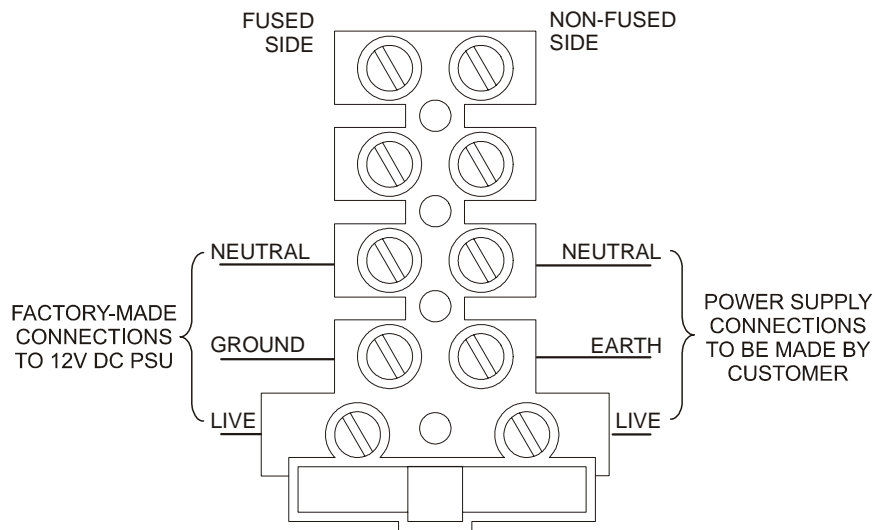 FUSED
SIDE
NON-FUSED
SIDE
NEUTRAL
NEUTRAL
FACTORY-MADE
CONNECTIONS
TO 12V DC PSU
POWER SUPPLY
CONNECTIONS
TO BE MADE BY
CUSTOMER
GROUND
EARTH
LIVE
LIVE